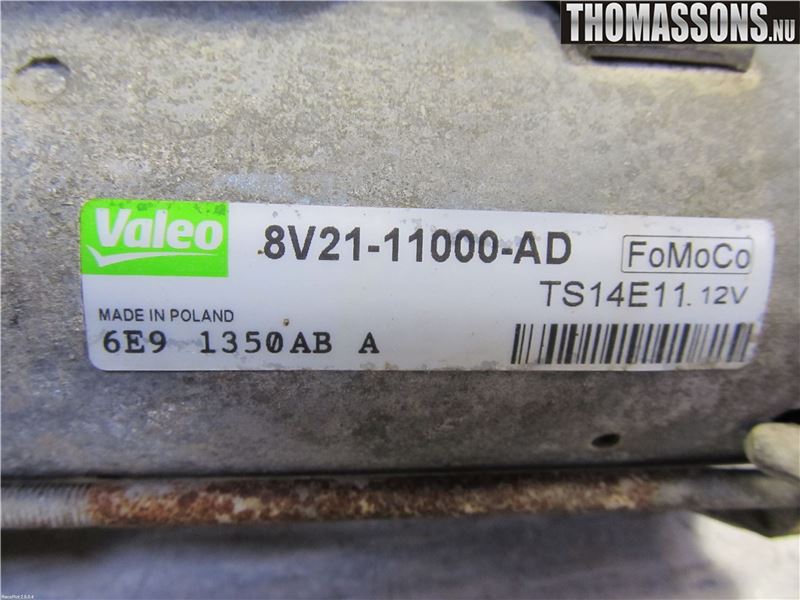 THOMASSONS.NU
Valeo
8V21-11000-AD
FoMoCo
TS14E11. 12V
MADE IN POLAND
6E9 1350AB A